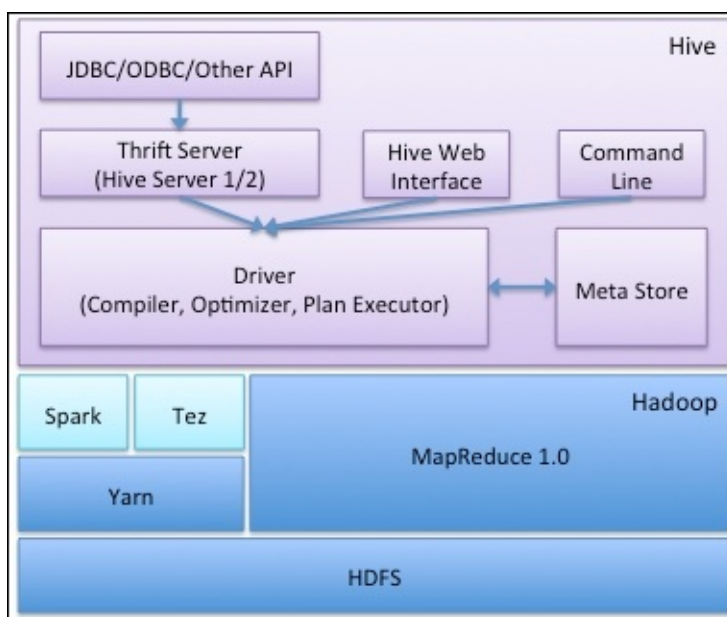 Hive
JDBC/ODBC/Other API
Thrift Server
(Hive Server 1/2)
Hive Web
Interface
Command
Line
Driver
(Compiler, Optimizer, Plan Executor)
Meta Store
Spark
Tez
Hadoop
MapReduce 1.0
Yarn
HDFS